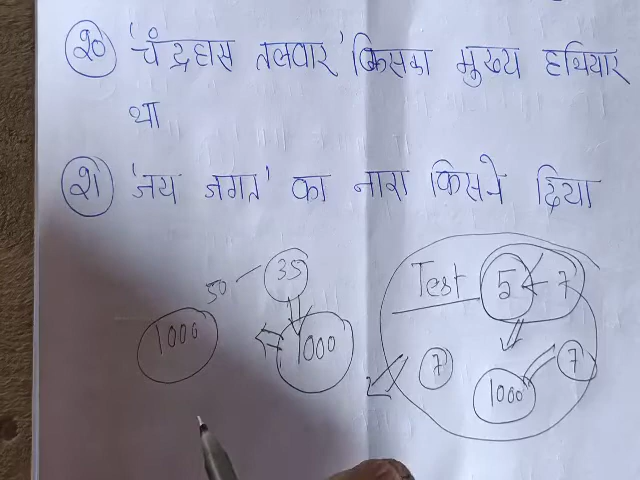 २० 'चंद्रहास तलवार' किसका मुख्य हथियार
था
२१ 'जय जगत' का नारा किसने दिया
50 35 Test 5 7
1000 1000 7 1000 7